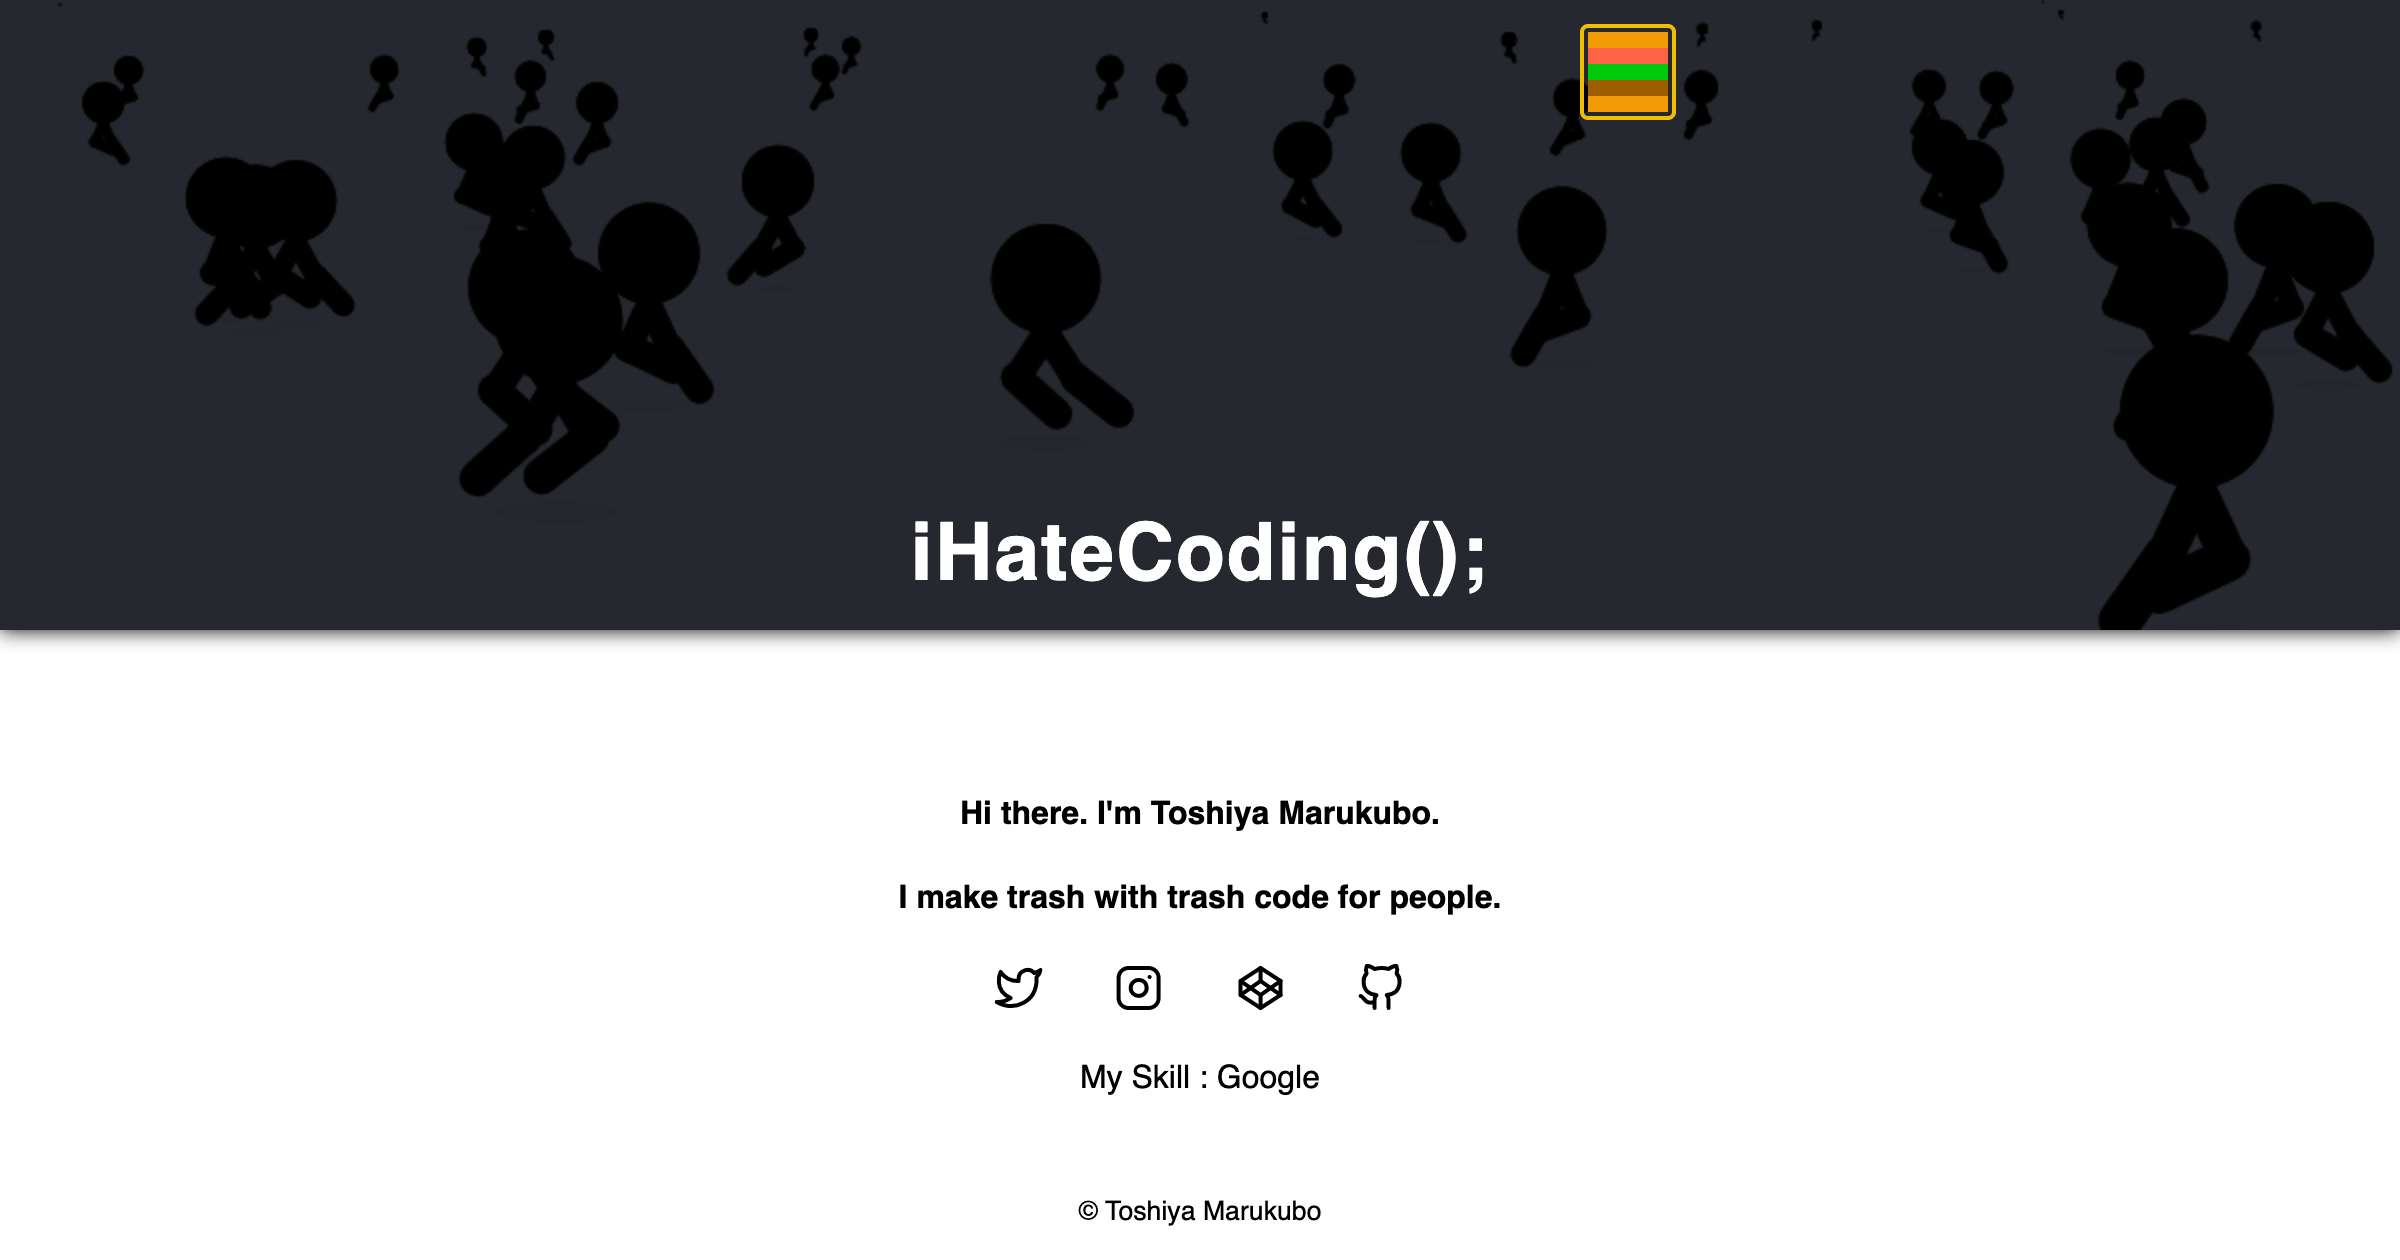 iHateCoding();
Hi there. I'm Toshiya Marukubo.
I make trash with trash code for people.
My Skill : Google
© Toshiya Marukubo